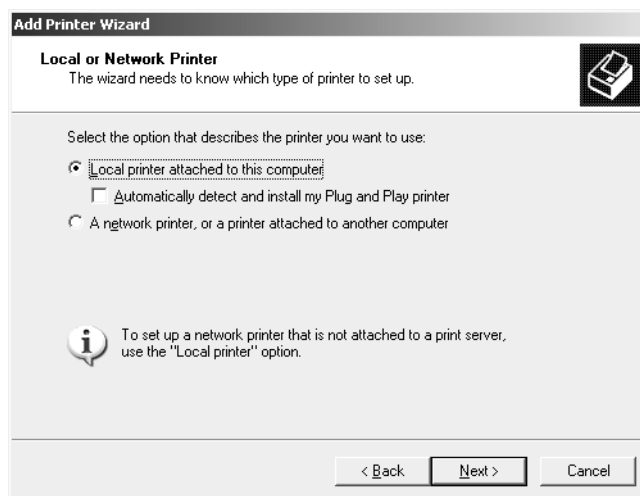 Add Printer Wizard
Local or Network Printer
The wizard needs to know which type of printer to set up.
Select the option that describes the printer you want to use:
Local printer attached to this computer
Automatically detect and install my Plug and Play printer
A network printer, or a printer attached to another computer
To set up a network printer that is not attached to a print server,
use the "Local printer" option.
< Back
Next >
Cancel